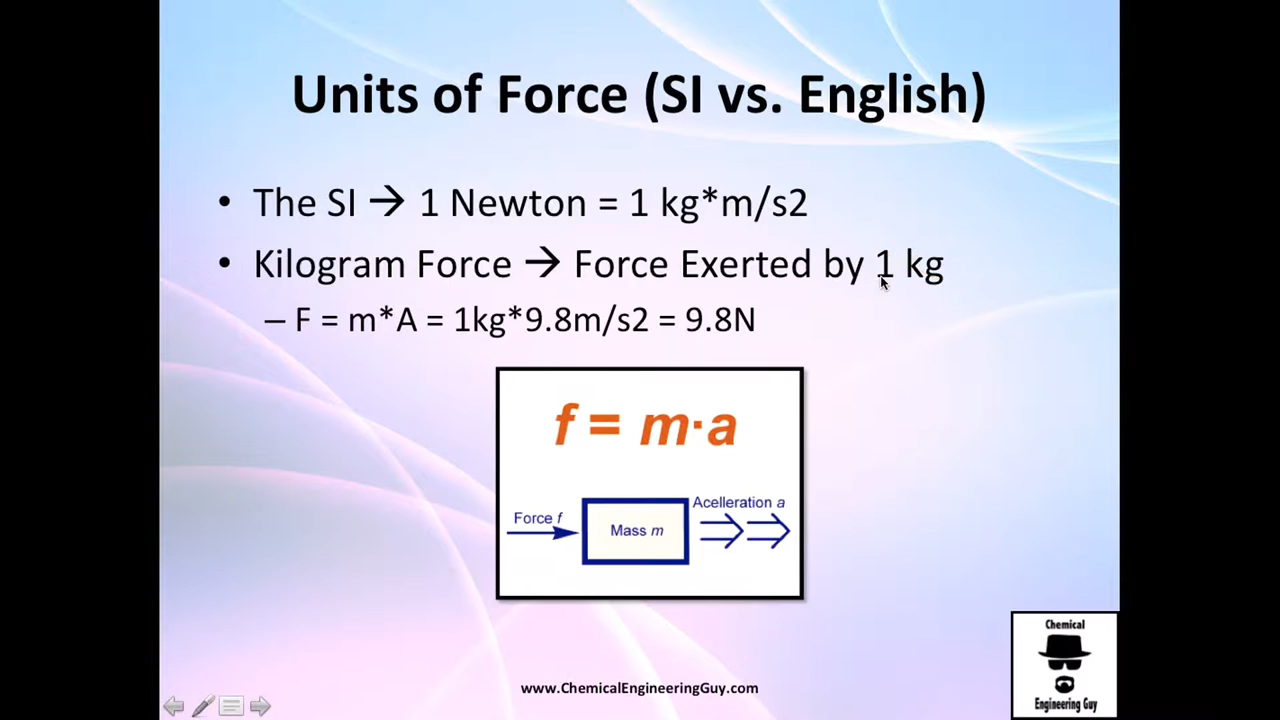 Units of Force (SI vs. English)
• The SI → 1 Newton = 1 kg*m/s2
• Kilogram Force → Force Exerted by 1 kg
– F = m*A = 1kg*9.8m/s2 = 9.8N
f = m·a
Force f
Mass m
Acelleration a
www.ChemicalEngineeringGuy.com
Chemical
Engineering Guy